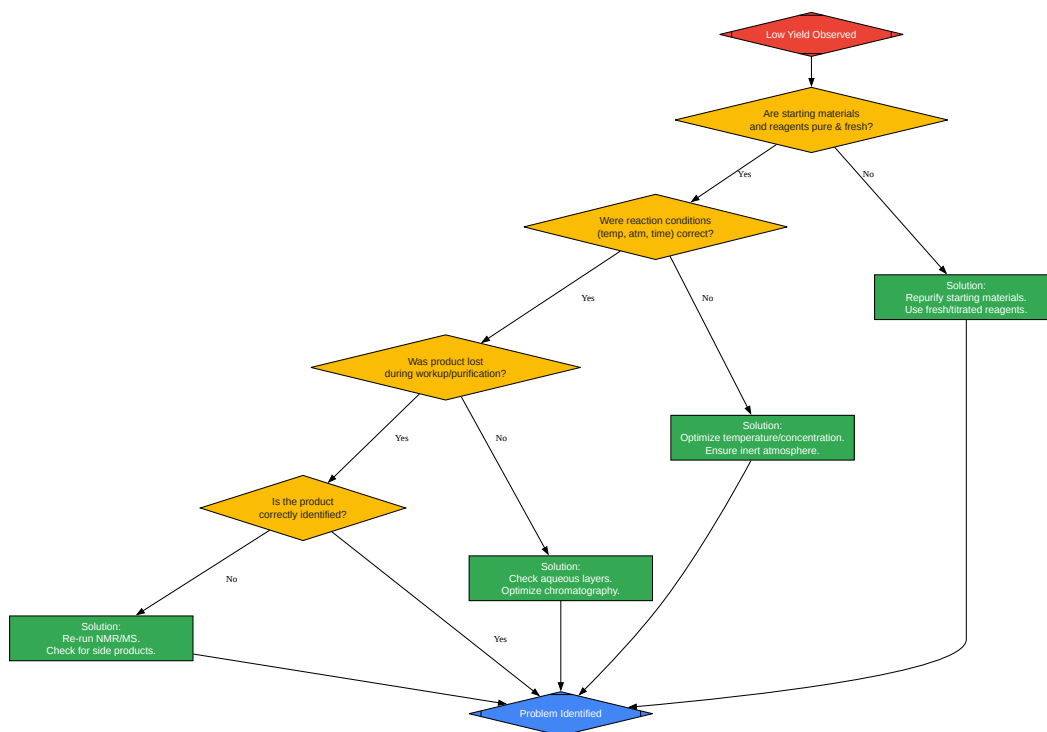 Low Yield Observed
Are starting materials
and reagents pure & fresh?
Yes
No
Were reaction conditions
(temp, atm, time) correct?
Solution:
Repurify starting materials.
Use fresh/titrated reagents.
Yes
No
Was product lost
during workup/purification?
Solution:
Optimize temperature/concentration.
Ensure inert atmosphere.
Yes
No
Is the product
correctly identified?
Solution:
Check aqueous layers.
Optimize chromatography.
No
Yes
Solution:
Re-run NMR/MS.
Check for side products.
Problem Identified